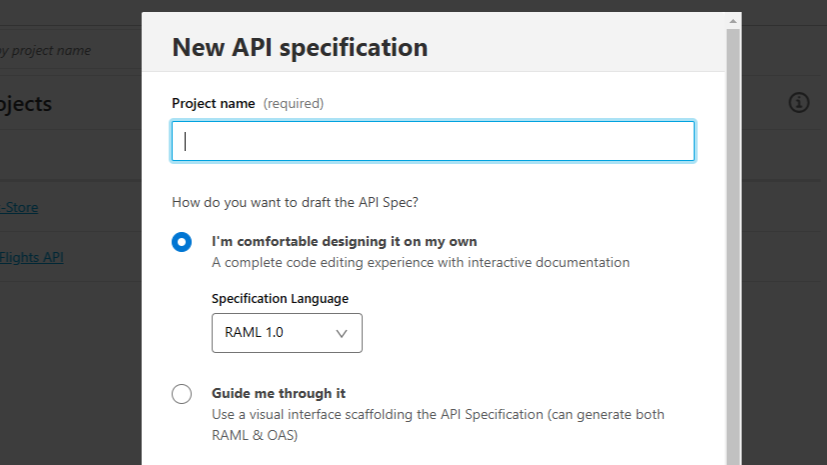 New API specification
y project name
Project name (required)
ojects
How do you want to draft the API Spec?
-Store
I'm comfortable designing it on my own
A complete code editing experience with interactive documentation
Flights API
Specification Language
RAML 1.0
Guide me through it
Use a visual interface scaffolding the API Specification (can generate both
RAML & OAS)